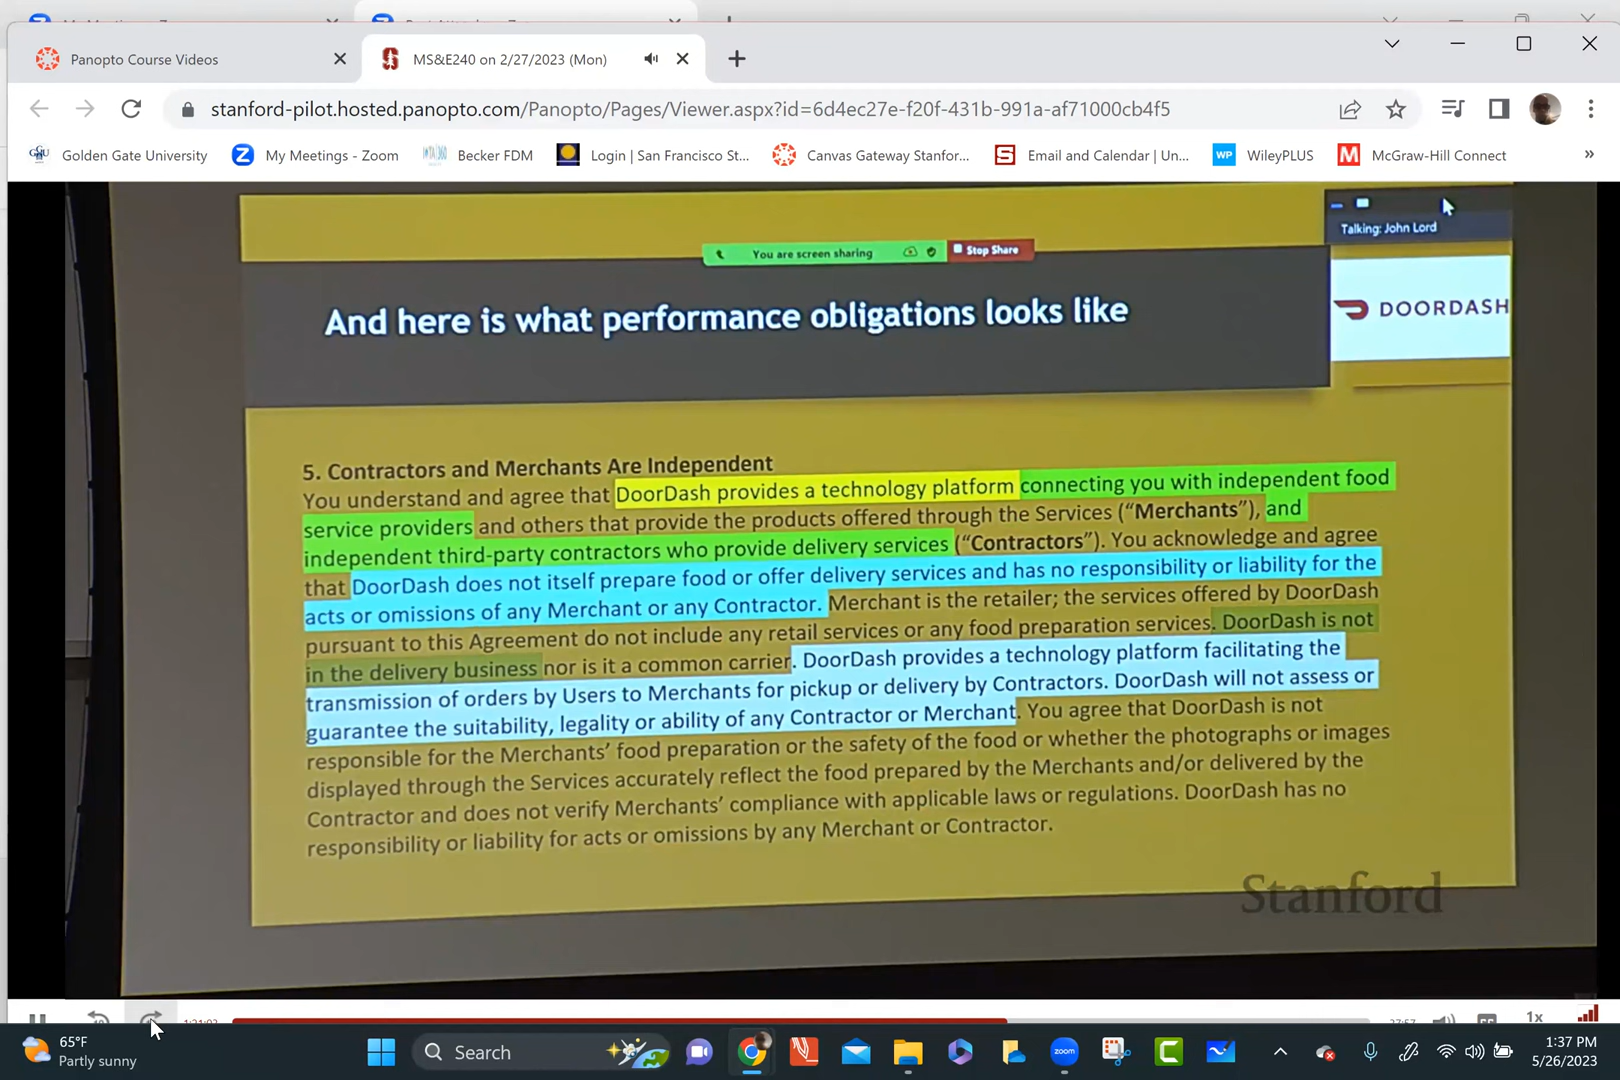 Panopto Course Videos
MS&E240 on 2/27/2023 (Mon)
stanford-pilot.hosted.panopto.com/Panopto/Pages/Viewer.aspx?id=6d4ec27e-f20f-431b-991a-af71000cb4f5
Golden Gate University
My Meetings - Zoom
Becker FDM
Login | San Francisco St...
Canvas Gateway Stanfor...
Email and Calendar | Un...
WP WileyPLUS
M McGraw-Hill Connect
Talking: John Lord
You are screen sharing
Stop Share
And here is what performance obligations looks like
DOORDASH
5. Contractors and Merchants Are Independent
You understand and agree that DoorDash provides a technology platform connecting you with independent food
service providers and others that provide the products offered through the Services (“Merchants”), and
independent third-party contractors who provide delivery services (“Contractors”). You acknowledge and agree
that DoorDash does not itself prepare food or offer delivery services and has no responsibility or liability for the
acts or omissions of any Merchant or any Contractor. Merchant is the retailer; the services offered by DoorDash
pursuant to this Agreement do not include any retail services or any food preparation services. DoorDash is not
in the delivery business nor is it a common carrier. DoorDash provides a technology platform facilitating the
transmission of orders by Users to Merchants for pickup or delivery by Contractors. DoorDash will not assess or
guarantee the suitability, legality or ability of any Contractor or Merchant. You agree that DoorDash is not
responsible for the Merchants’ food preparation or the safety of the food or whether the photographs or images
displayed through the Services accurately reflect the food prepared by the Merchants and/or delivered by the
Contractor and does not verify Merchants’ compliance with applicable laws or regulations. DoorDash has no
responsibility or liability for acts or omissions by any Merchant or Contractor.
Stanford
1x
65°F
Partly sunny
Search
zoom
1:37 PM
5/26/2023